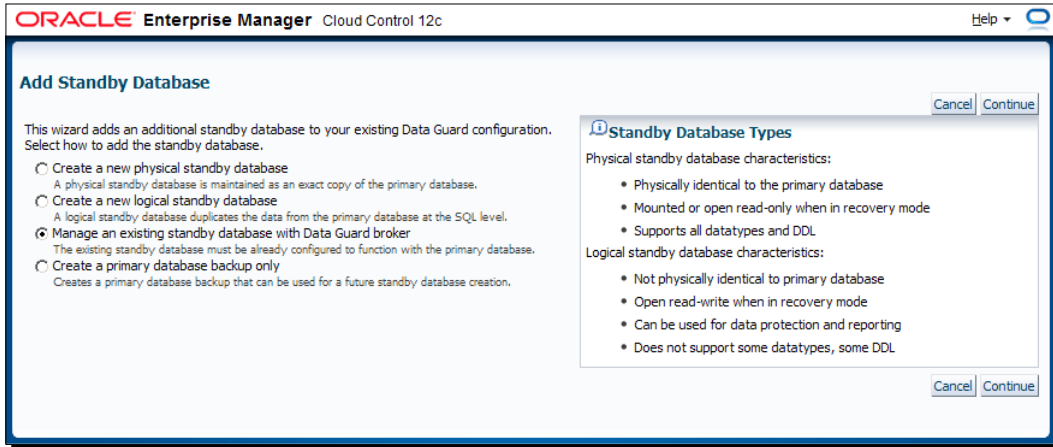 ORACLE Enterprise Manager Cloud Control 12c
Help
Add Standby Database
Cancel Continue
This wizard adds an additional standby database to your existing Data Guard configuration.
Select how to add the standby database.
Create a new physical standby database
A physical standby database is maintained as an exact copy of the primary database.
Create a new logical standby database
A logical standby database duplicates the data from the primary database at the SQL level.
Manage an existing standby database with Data Guard broker
The existing standby database must be already configured to function with the primary database.
Create a primary database backup only
Creates a primary database backup that can be used for a future standby database creation.
Standby Database Types
Physical standby database characteristics:
• Physically identical to the primary database
• Mounted or open read-only when in recovery mode
• Supports all datatypes and DDL
Logical standby database characteristics:
• Not physically identical to primary database
• Open read-write when in recovery mode
• Can be used for data protection and reporting
• Does not support some datatypes, some DDL
Cancel Continue